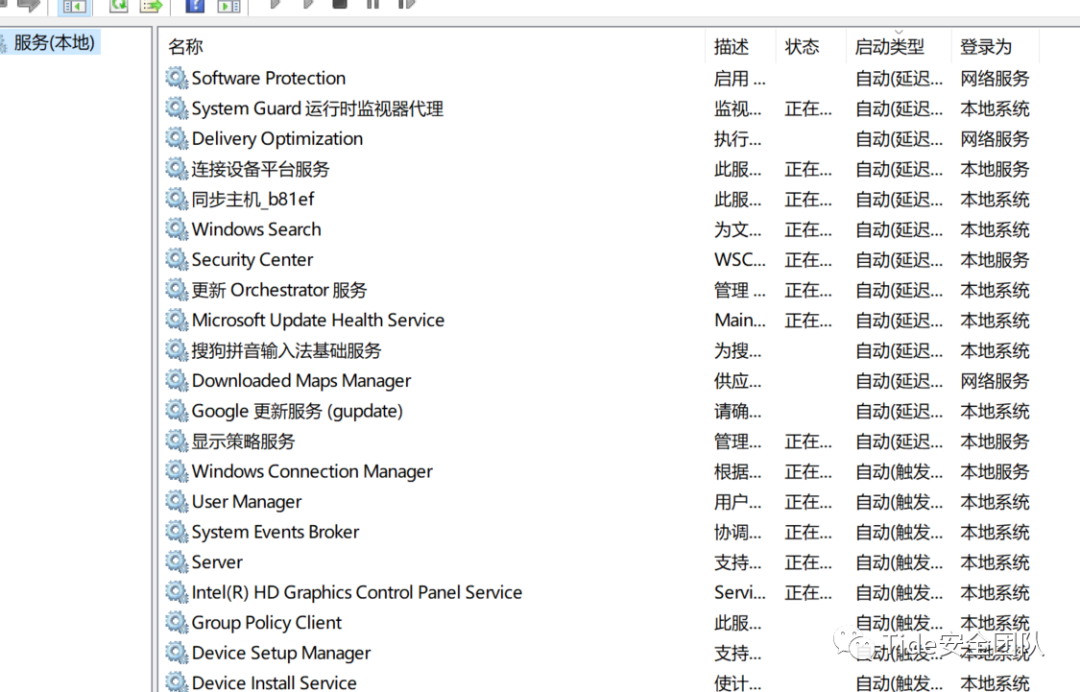 服务(本地)
名称 描述 状态 启动类型 登录为
Software Protection 启用 ... 自动(延迟... 网络服务
System Guard 运行时监视器代理 监视... 正在... 自动(延迟... 本地系统
Delivery Optimization 执行... 自动(延迟... 网络服务
连接设备平台服务 此服... 正在... 自动(延迟... 本地服务
同步主机_b81ef 此服... 正在... 自动(延迟... 本地系统
Windows Search 为文... 正在... 自动(延迟... 本地系统
Security Center WSC... 正在... 自动(延迟... 本地服务
更新 Orchestrator 服务 管理 ... 正在... 自动(延迟... 本地系统
Microsoft Update Health Service Main... 正在... 自动(延迟... 本地系统
搜狗拼音输入法基础服务 为搜... 自动(延迟... 本地系统
Downloaded Maps Manager 供应... 自动(延迟... 网络服务
Google 更新服务 (gupdate) 请确... 自动(延迟... 本地系统
显示策略服务 管理... 正在... 自动(延迟... 本地服务
Windows Connection Manager 根据... 正在... 自动(触发... 本地服务
User Manager 用户... 正在... 自动(触发... 本地系统
System Events Broker 协调... 正在... 自动(触发... 本地系统
Server 支持... 正在... 自动(触发... 本地系统
Intel(R) HD Graphics Control Panel Service Servi... 正在... 自动(触发... 本地系统
Group Policy Client 此服... 自动(触发... 本地系统
Device Setup Manager 支持... 自动(触发... 本地系统
Tide安全团队
Device Install Service 使计... 自动(触发... 本地系统